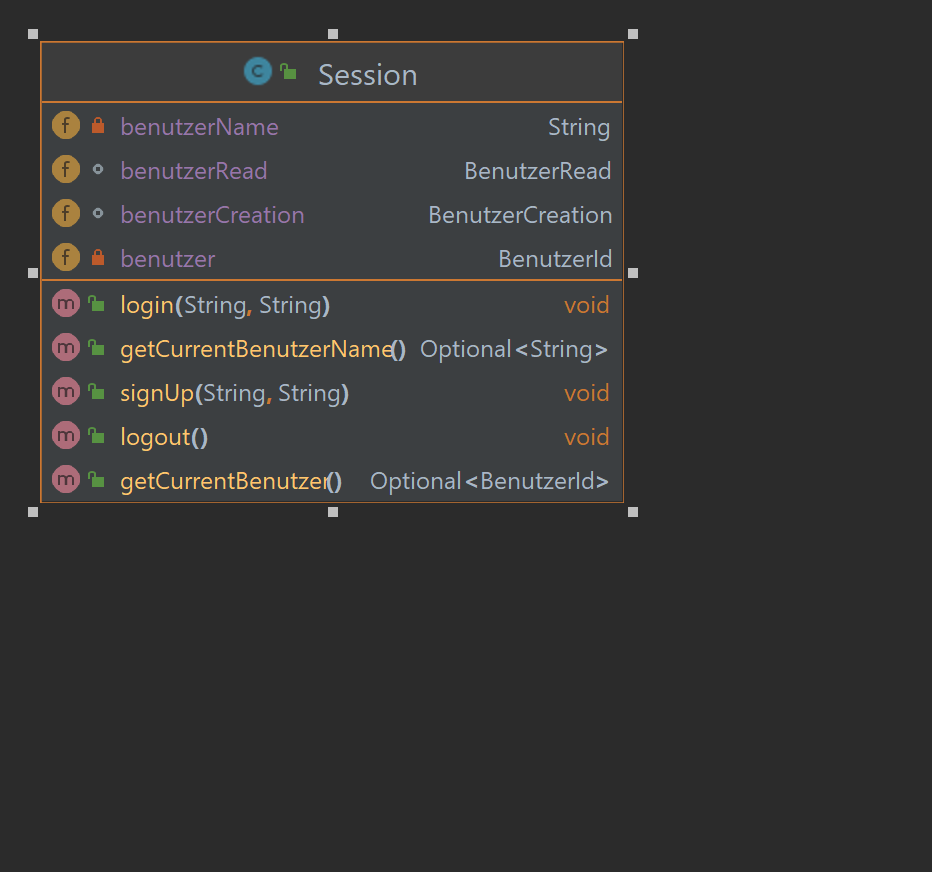 C Session
f benutzerName String
f benutzerRead BenutzerRead
f benutzerCreation BenutzerCreation
f benutzer BenutzerId
m login(String, String) void
m getCurrentBenutzerName() Optional<String>
m signUp(String, String) void
m logout() void
m getCurrentBenutzer() Optional<BenutzerId>